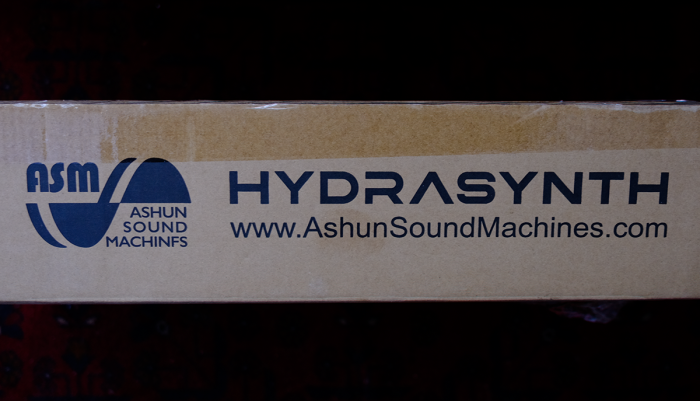 ASM
ASHUN
SOUND
MACHINFS
HYDRASYNTH
www.AshunSoundMachines.com